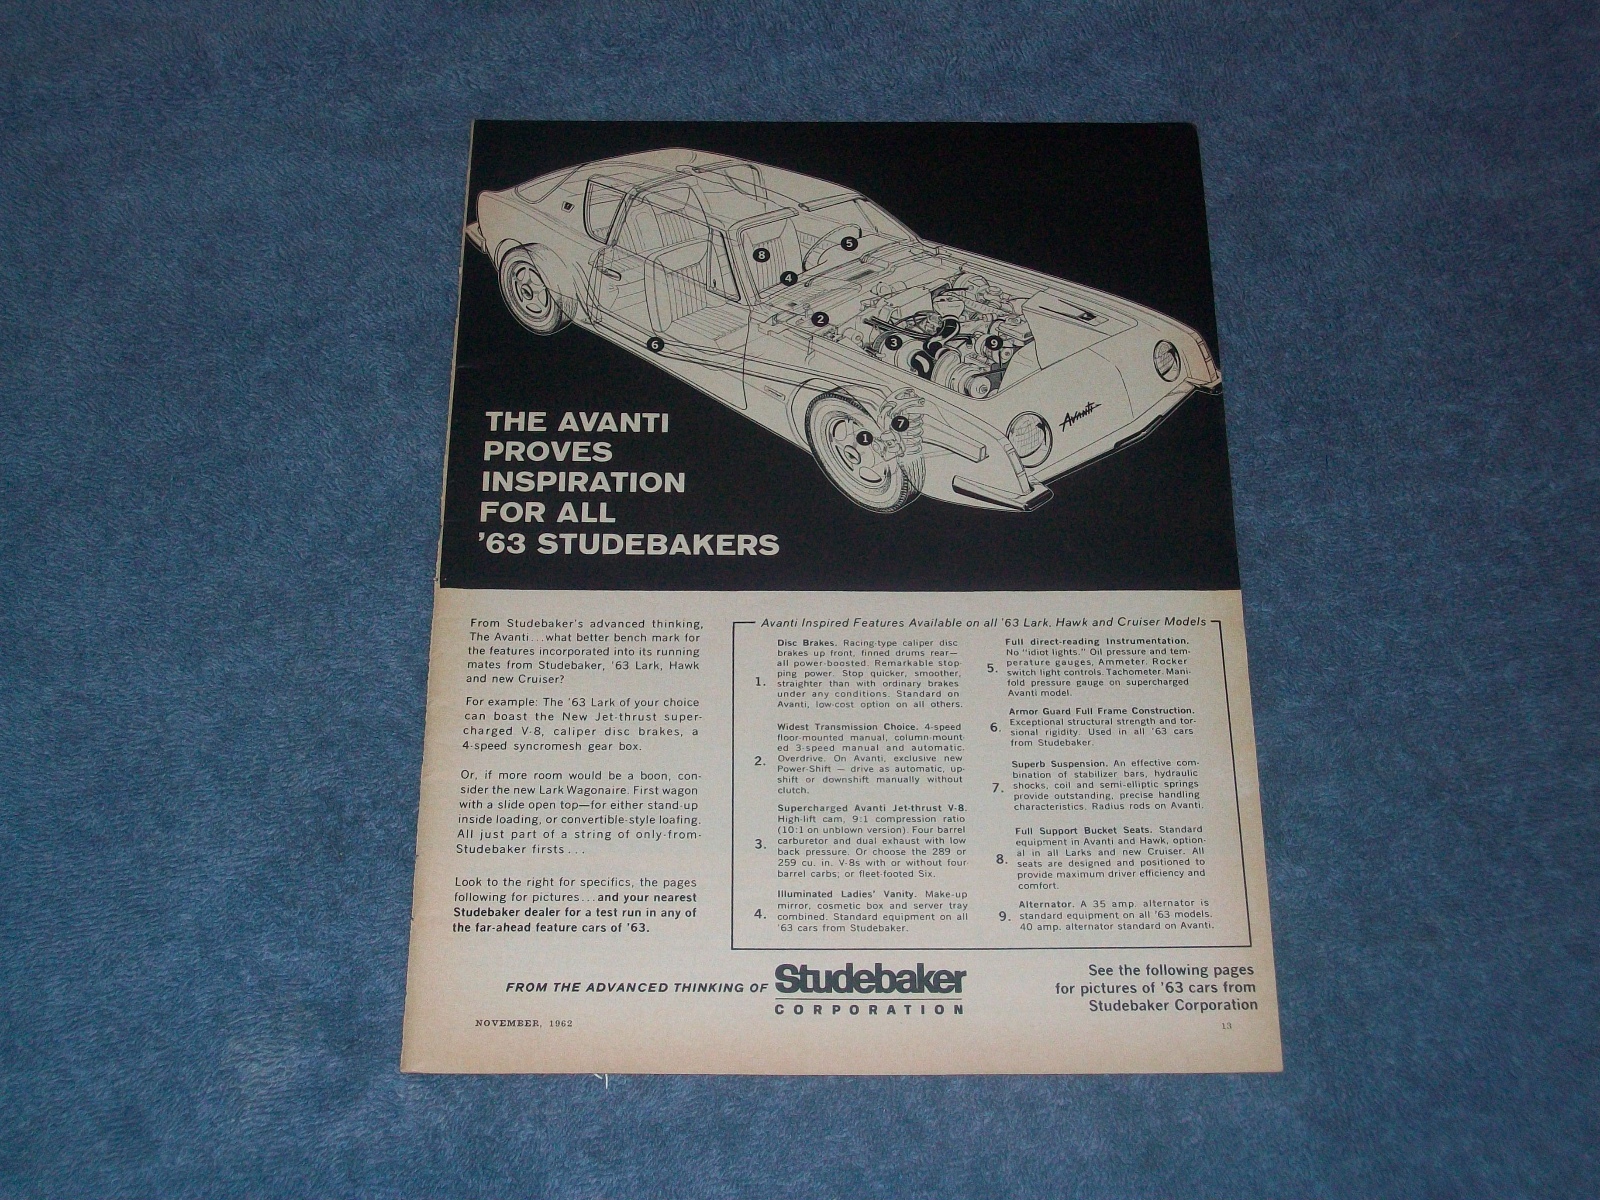 8
5
4
2
3
9
6
7
1
Avanti
THE AVANTI
PROVES
INSPIRATION
FOR ALL
'63 STUDEBAKERS
From Studebaker's advanced thinking,
The Avanti...what better bench mark for
the features incorporated into its running
mates from Studebaker, '63 Lark, Hawk
and new Cruiser?
For example: The '63 Lark of your choice
can boast the New Jet-thrust super-
charged V-8, caliper disc brakes, a
4-speed syncromesh gear box.
Or, if more room would be a boon, con-
sider the new Lark Wagonaire. First wagon
with a slide open top—for either stand-up
inside loading, or convertible-style loafing.
All just part of a string of only-from-
Studebaker firsts...
Look to the right for specifics, the pages
following for pictures...and your nearest
Studebaker dealer for a test run in any of
the far-ahead feature cars of '63.
Avanti Inspired Features Available on all '63 Lark, Hawk and Cruiser Models
1.
Disc Brakes. Racing-type caliper disc
brakes up front, finned drums rear—
all power-boosted. Remarkable stop-
ping power. Stop quicker, smoother,
straighter than with ordinary brakes
under any conditions. Standard on
Avanti, low-cost option on all others.
2.
Widest Transmission Choice. 4-speed
floor-mounted manual, column-mount-
ed 3-speed manual and automatic.
Overdrive. On Avanti, exclusive new
Power-Shift — drive as automatic, up-
shift or downshift manually without
clutch.
3.
Supercharged Avanti Jet-thrust V-8.
High-lift cam, 9:1 compression ratio
(10:1 on unblown version). Four barrel
carburetor and dual exhaust with low
back pressure. Or choose the 289 or
259 cu. in. V-8s with or without four
barrel carbs; or fleet-footed Six.
4.
Illuminated Ladies' Vanity. Make-up
mirror, cosmetic box and server tray
combined. Standard equipment on all
'63 cars from Studebaker.
5.
Full direct-reading Instrumentation.
No "idiot lights." Oil pressure and tem-
perature gauges, Ammeter. Rocker
switch light controls. Tachometer. Mani-
fold pressure gauge on supercharged
Avanti model.
6.
Armor Guard Full Frame Construction.
Exceptional structural strength and tor-
sional rigidity. Used in all '63 cars
from Studebaker.
7.
Superb Suspension. An effective com-
bination of stabilizer bars, hydraulic
shocks, coil and semi-elliptic springs
provide outstanding, precise handling
characteristics. Radius rods on Avanti.
8.
Full Support Bucket Seats. Standard
equipment in Avanti and Hawk, option-
al in all Larks and new Cruiser. All
seats are designed and positioned to
provide maximum driver efficiency and
comfort.
9.
Alternator. A 35 amp. alternator is
standard equipment on all '63 models.
40 amp. alternator standard on Avanti.
FROM THE ADVANCED THINKING OF
Studebaker
CORPORATION
See the following pages
for pictures of '63 cars from
Studebaker Corporation
NOVEMBER, 1962
13